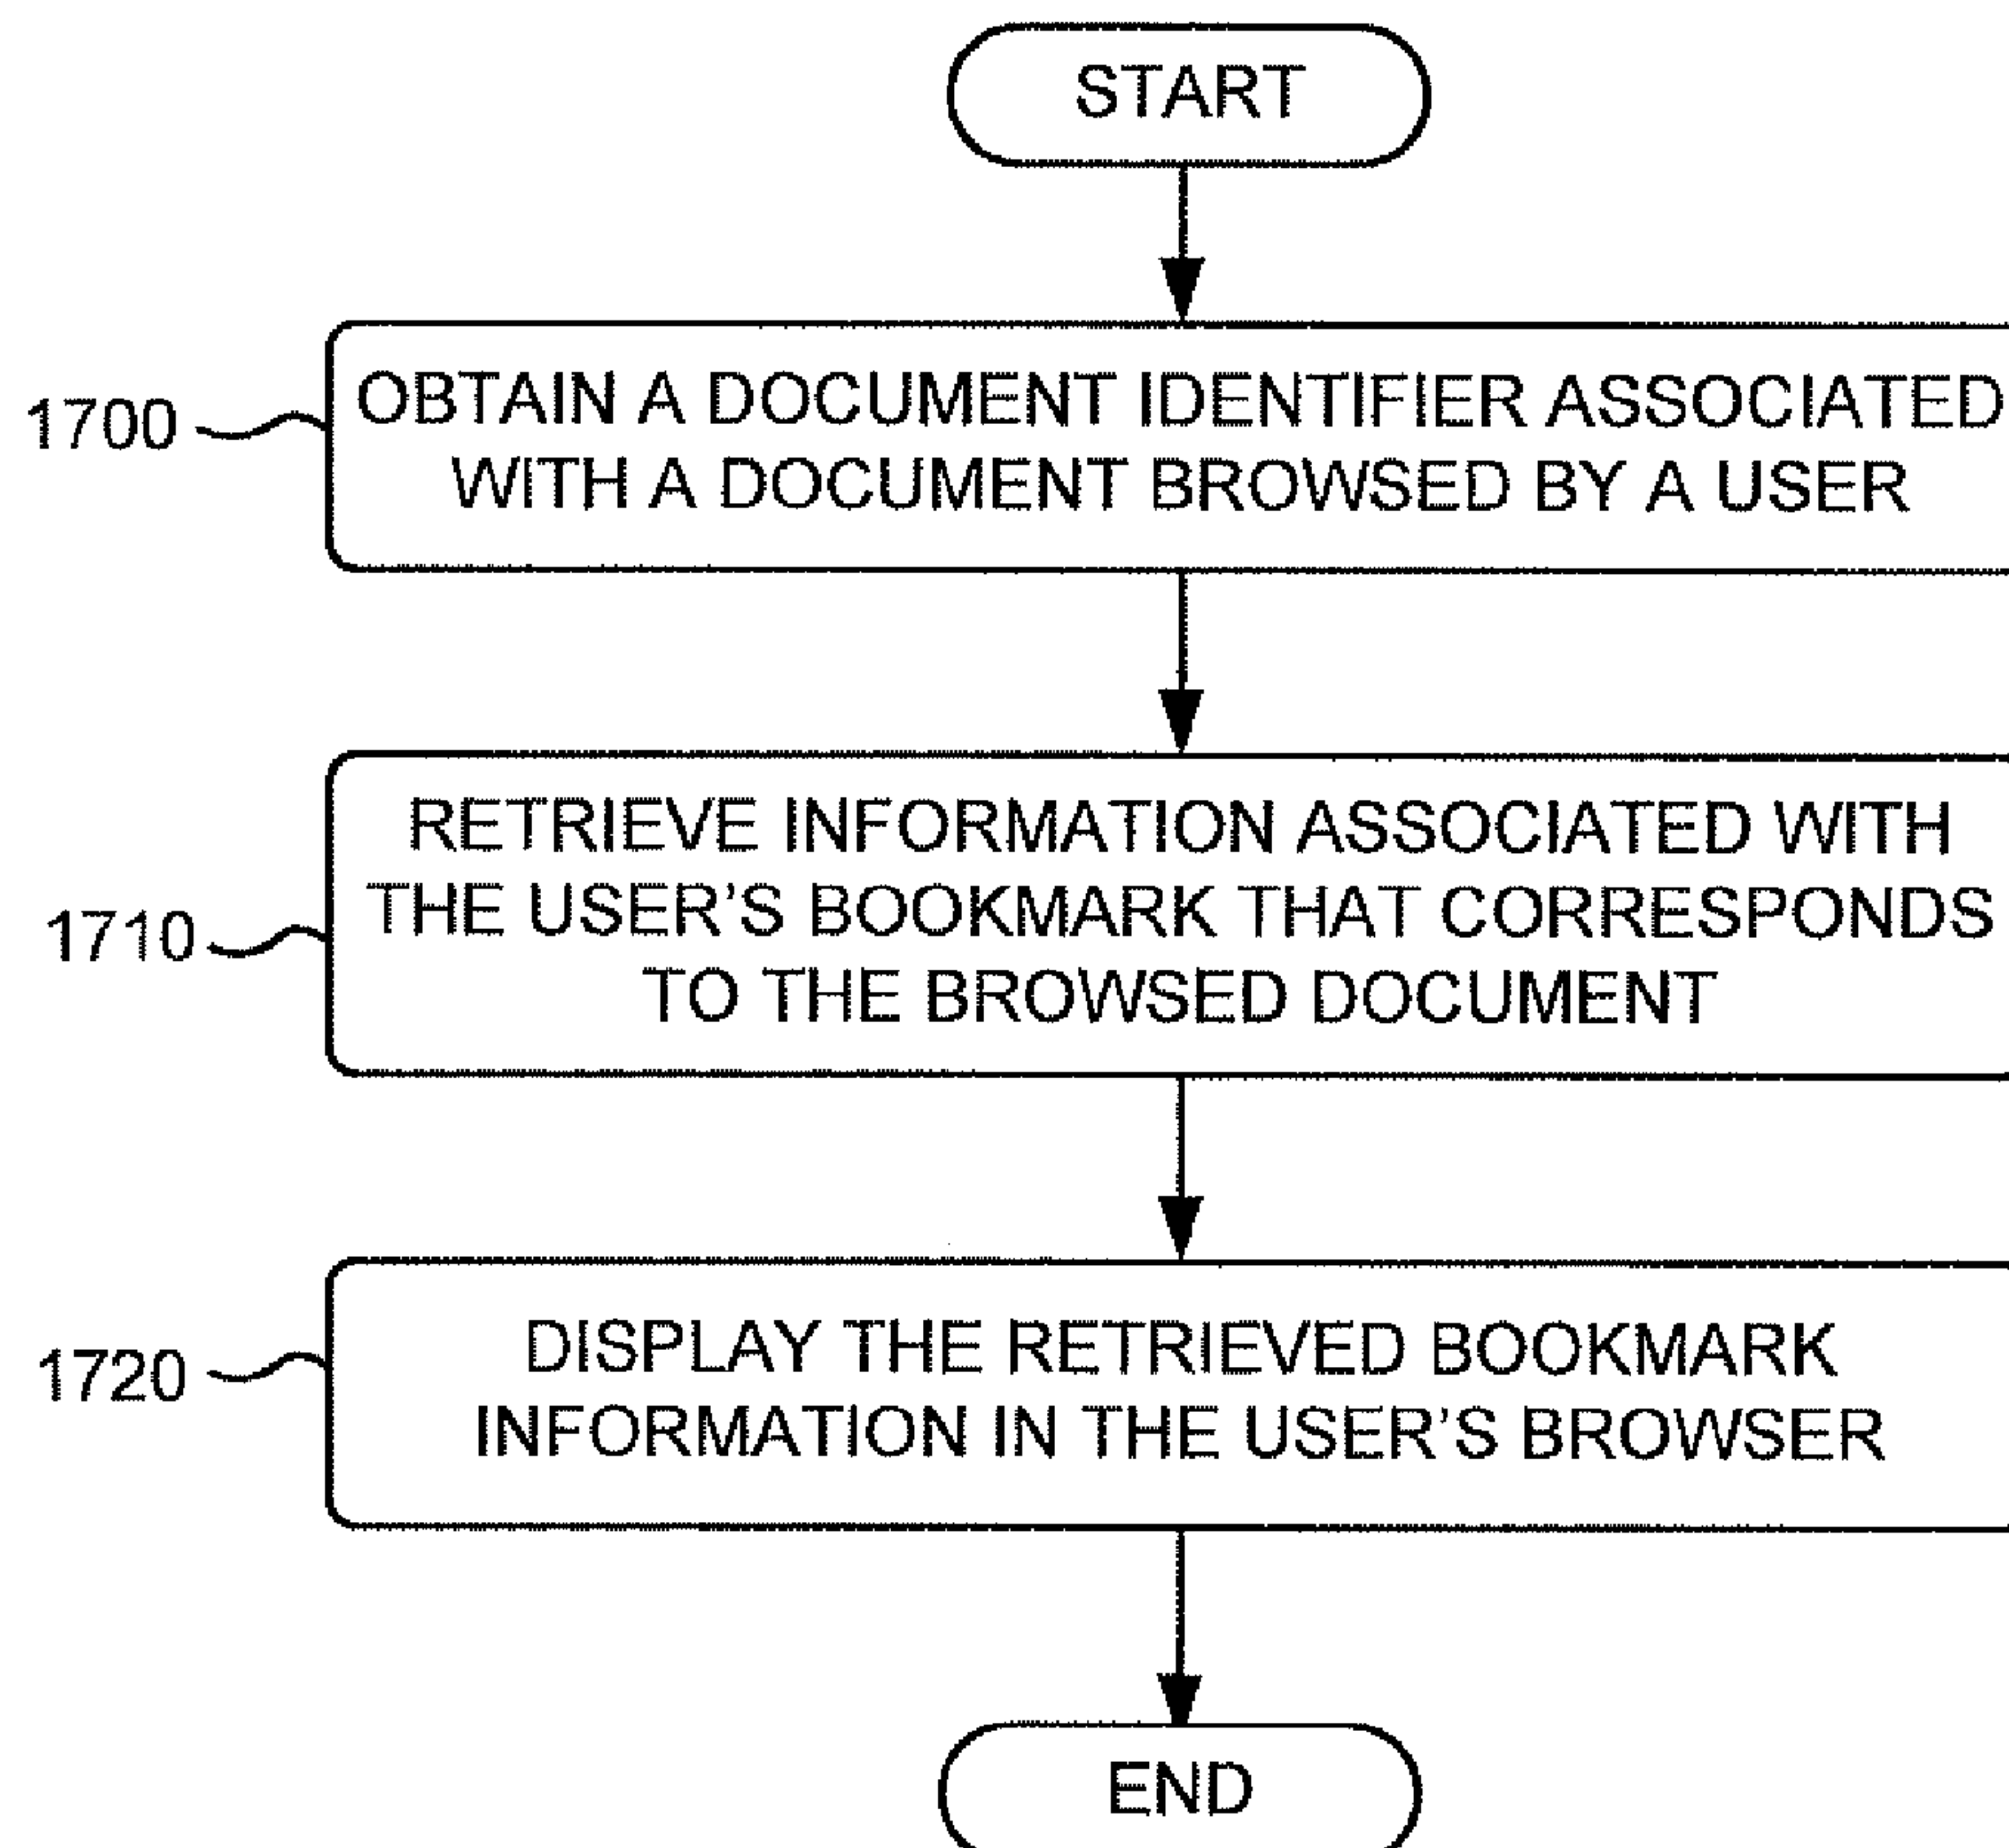 START
1700
OBTAIN A DOCUMENT IDENTIFIER ASSOCIATED
WITH A DOCUMENT BROWSED BY A USER
RETRIEVE INFORMATION ASSOCIATED WITH
1710
THE USER'S BOOKMARK THAT CORRESPONDS
TO THE BROWSED DOCUMENT
1720
DISPLAY THE RETRIEVED BOOKMARK
INFORMATION IN THE USER'S BROWSER
END